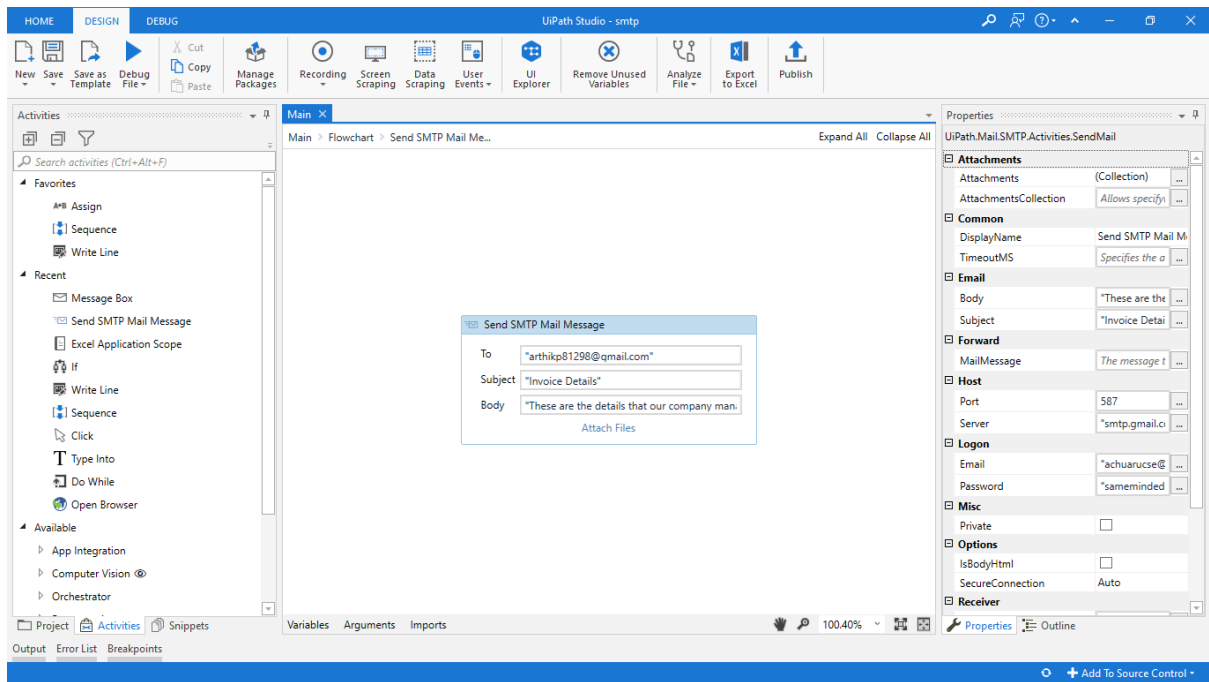 HOME DESIGN DEBUG UiPath Studio - smtp
New Save Save as Template Debug File Cut Copy Paste Manage Packages Recording Screen Scraping Data Scraping User Events UI Explorer Remove Unused Variables Analyze File Export to Excel Publish
Activities
Search activities (Ctrl+Alt+F)
Favorites
A*B Assign
Sequence
Write Line
Recent
Message Box
Send SMTP Mail Message
Excel Application Scope
If
Write Line
Sequence
Click
Type Into
Do While
Open Browser
Available
App Integration
Computer Vision
Orchestrator
Project Activities Snippets
Main
Main > Flowchart > Send SMTP Mail Me... Expand All Collapse All
Send SMTP Mail Message
To "arthikp81298@gmail.com"
Subject "Invoice Details"
Body "These are the details that our company man
Attach Files
Variables Arguments Imports 100.40%
Properties
UiPath.Mail.SMTP.Activities.SendMail
Attachments
Attachments (Collection) ...
AttachmentsCollection Allows specify ...
Common
DisplayName Send SMTP Mail M
TimeoutMS Specifies the a ...
Email
Body "These are the ...
Subject "Invoice Detai ...
Forward
MailMessage The message t ...
Host
Port 587 ...
Server "smtp.gmail.c ...
Logon
Email "achuarucse@ ...
Password "sameminded ...
Misc
Private
Options
IsBodyHtml
SecureConnection Auto
Receiver
Properties Outline
Output Error List Breakpoints
Add To Source Control